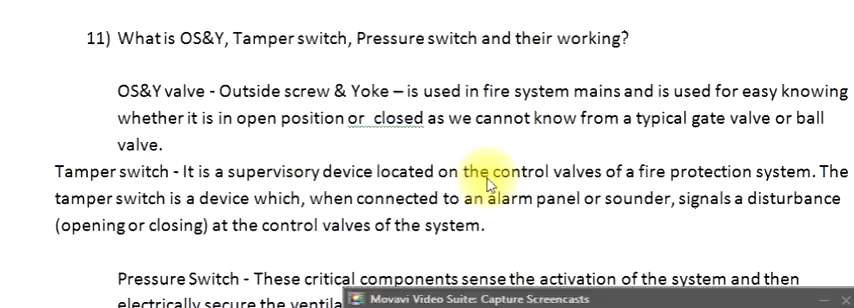 11) What is OS&Y, Tamper switch, Pressure switch and their working?
OS&Y valve - Outside screw & Yoke – is used in fire system mains and is used for easy knowing
whether it is in open position or closed as we cannot know from a typical gate valve or ball
valve.
Tamper switch - It is a supervisory device located on the control valves of a fire protection system. The
tamper switch is a device which, when connected to an alarm panel or sounder, signals a disturbance
(opening or closing) at the control valves of the system.
Pressure Switch - These critical components sense the activation of the system and then
electrically secure the ventila
Movavi Video Suite: Capture Screencasts